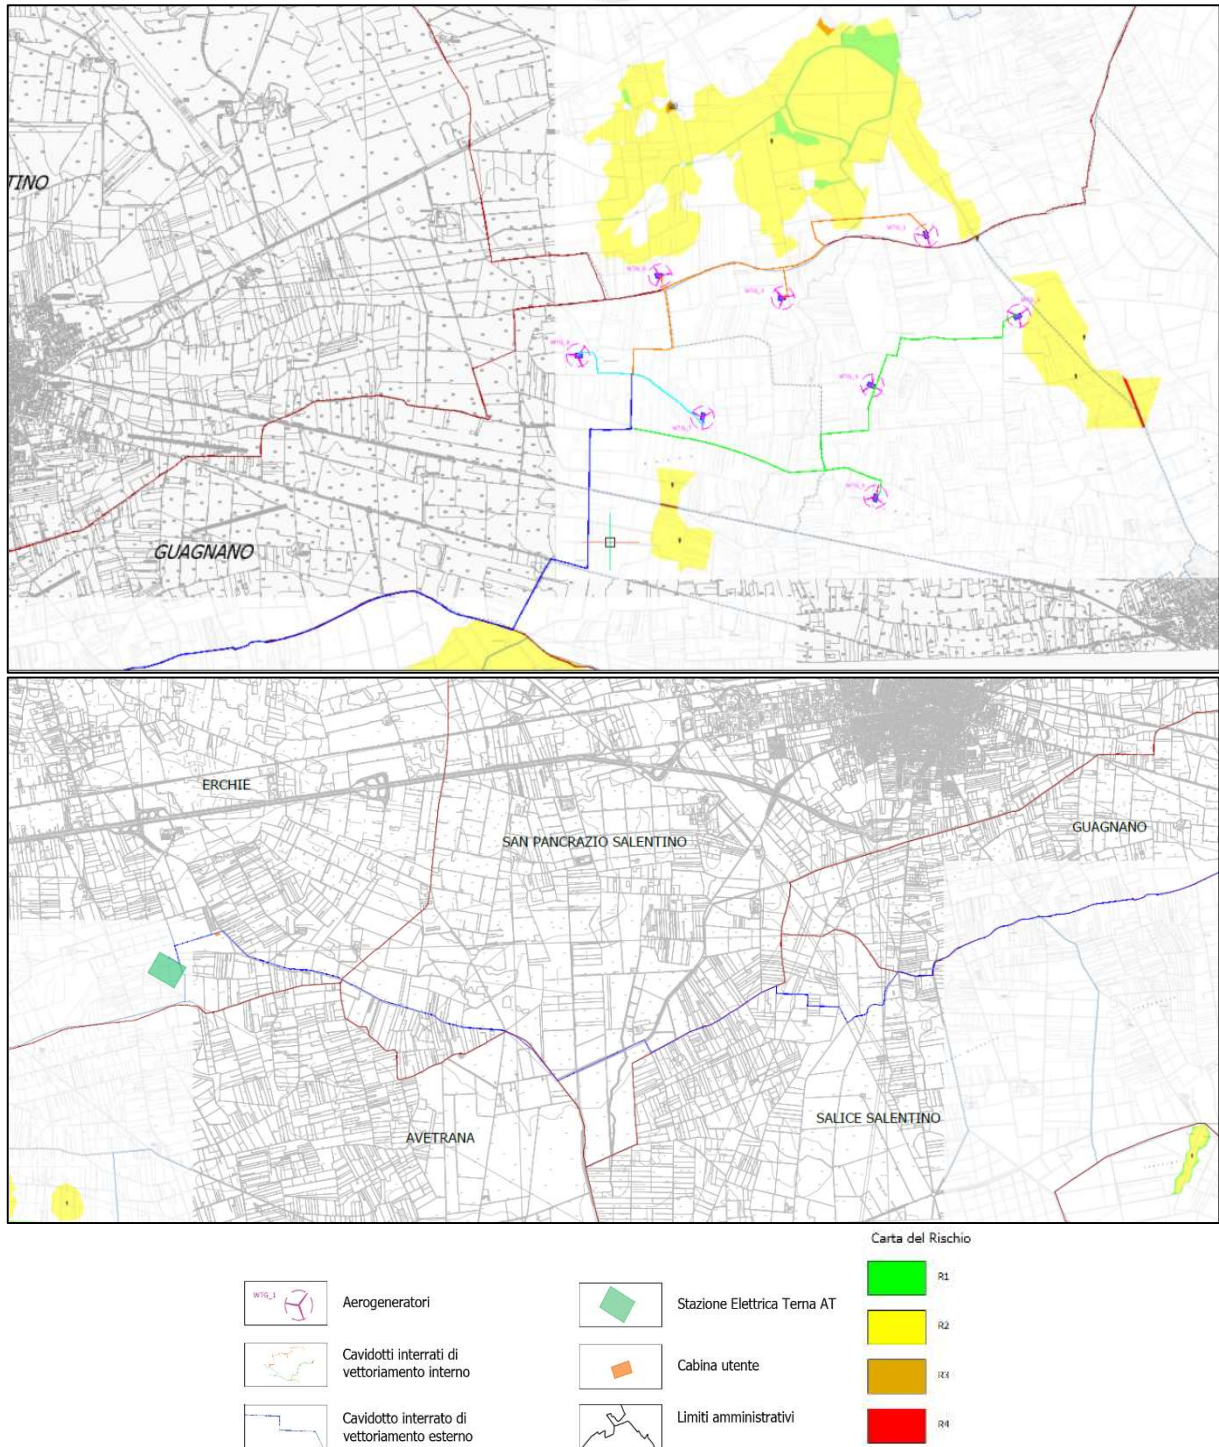 TINO
GUAGNANO
ERCHIE
SAN PANCRAZIO SALENTINO
GUAGNANO
AVETRANA
SALICE SALENTINO
Carta del Rischio
WTG_1
Aerogeneratori
Stazione Elettrica Terna AT
R1
R2
Cavidotti interrati di
vettoriamento interno
Cabina utente
R3
Cavidotto interrato di
vettoriamento esterno
Limiti amministrativi
R4